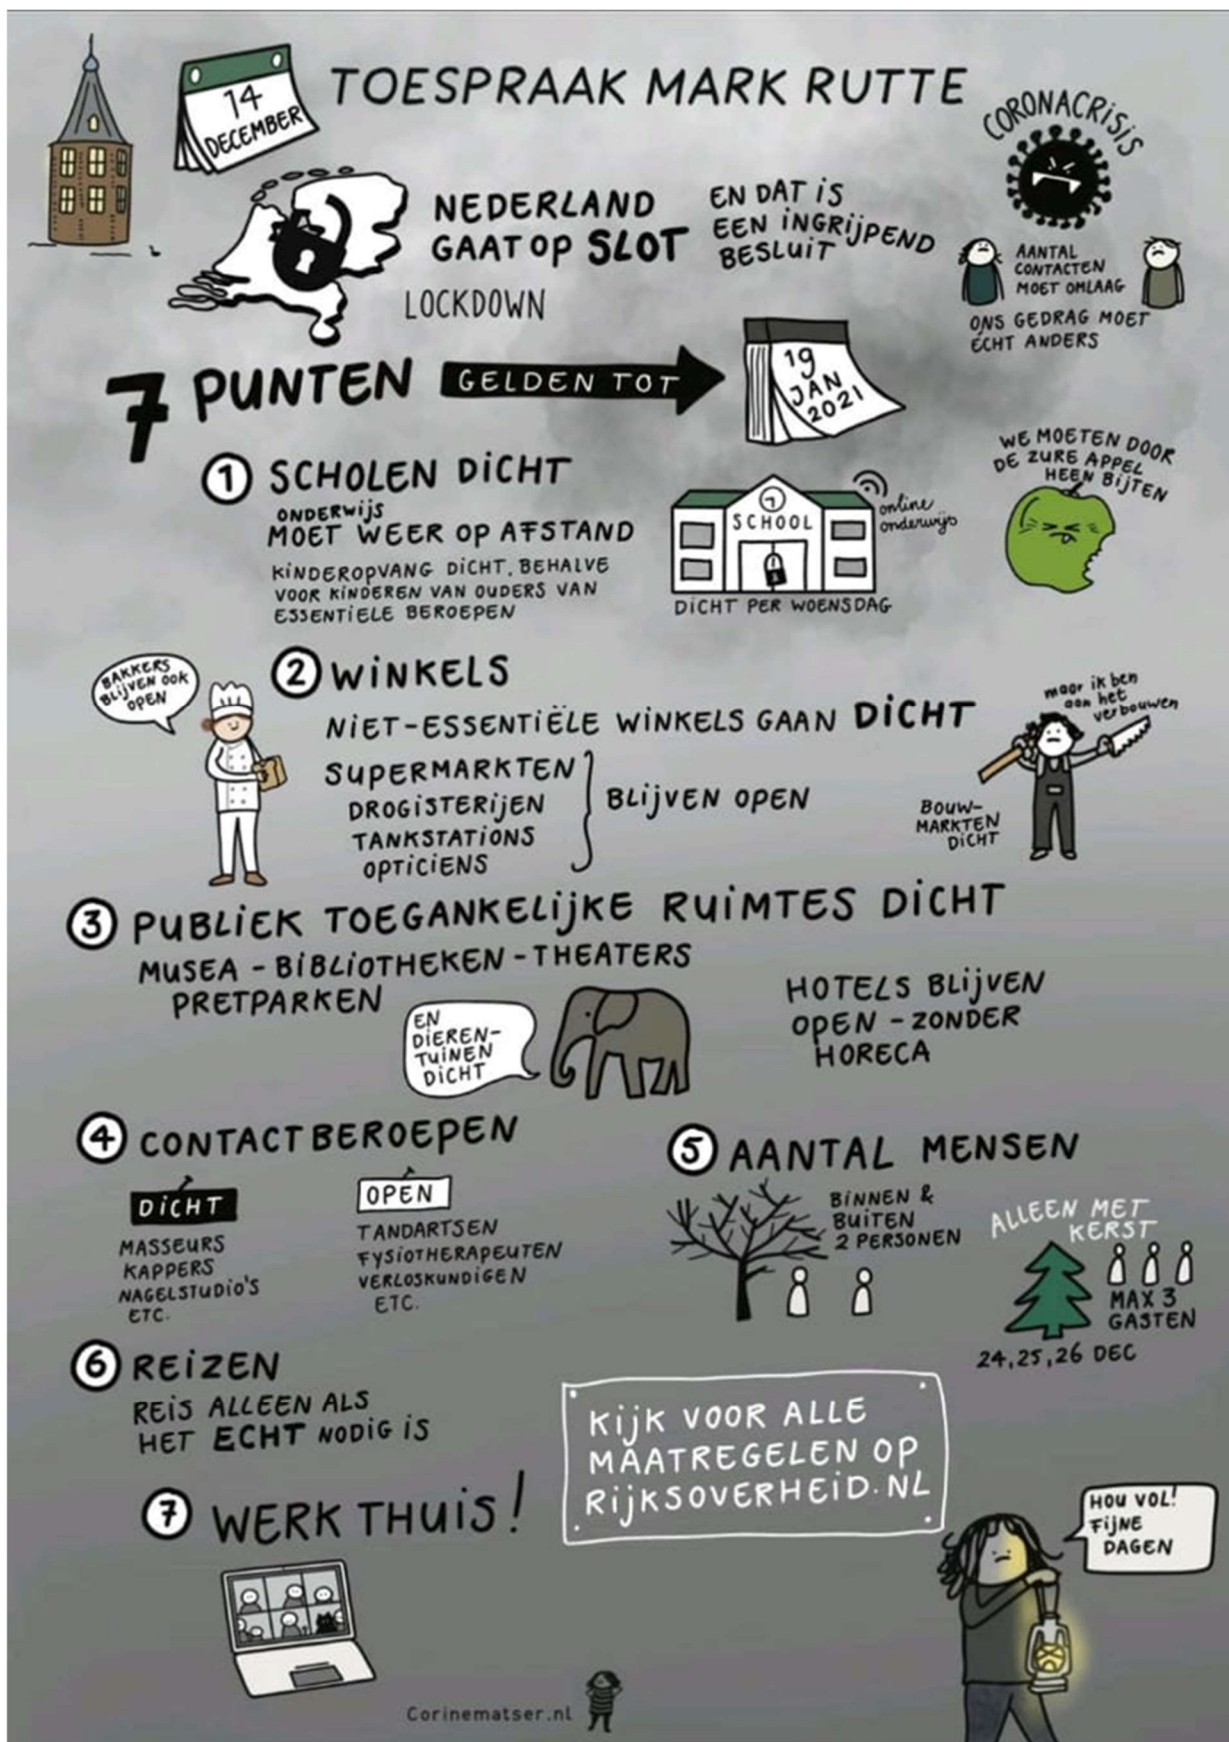 14
DECEMBER
TOESPRAAK MARK RUTTE
CORONACRISIS
NEDERLAND
GAAT OP SLOT
LOCKDOWN
EN DAT IS
EEN INGRIJPEND
BESLUIT
AANTAL
CONTACTEN
MOET OMLAAG
ONS GEDRAG MOET
ÉCHT ANDERS
7 PUNTEN
GELDEN TOT
19
JAN
2021
1 SCHOLEN DICHT
ONDERWIJS
MOET WEER OP AFSTAND
KINDEROPVANG DICHT, BEHALVE
VOOR KINDEREN VAN OUDERS VAN
ESSENTIELE BEROEPEN
SCHOOL
online
onderwijs
DICHT PER WOENSDAG
WE MOETEN DOOR
DE ZURE APPEL
HEEN BIJTEN
BAKKERS
BLIJVEN OOK
OPEN
2 WINKELS
NIET-ESSENTIËLE WINKELS GAAN DICHT
SUPERMARKTEN
DROGISTERIJEN
TANKSTATIONS
OPTICIENS
BLIJVEN OPEN
maar ik ben
aan het
verbouwen
BOUW-
MARKTEN
DICHT
3 PUBLIEK TOEGANKELIJKE RUIMTES DICHT
MUSEA - BIBLIOTHEKEN - THEATERS
PRETPARKEN
EN
DIEREN-
TUINEN
DICHT
HOTELS BLIJVEN
OPEN - ZONDER
HORECA
4 CONTACTBEROEPEN
DICHT
MASSEURS
KAPPERS
NAGELSTUDIO'S
ETC.
OPEN
TANDARTSEN
FYSIOTHERAPEUTEN
VERLOSKUNDIGEN
ETC.
5 AANTAL MENSEN
BINNEN &
BUITEN
2 PERSONEN
ALLEEN MET
KERST
MAX 3
GASTEN
24, 25, 26 DEC
6 REIZEN
REIS ALLEEN ALS
HET ECHT NODIG IS
KIJK VOOR ALLE
MAATREGELEN OP
RIJKSOVERHEID.NL
7 WERK THUIS!
HOU VOL!
FIJNE
DAGEN
Corinematser.nl